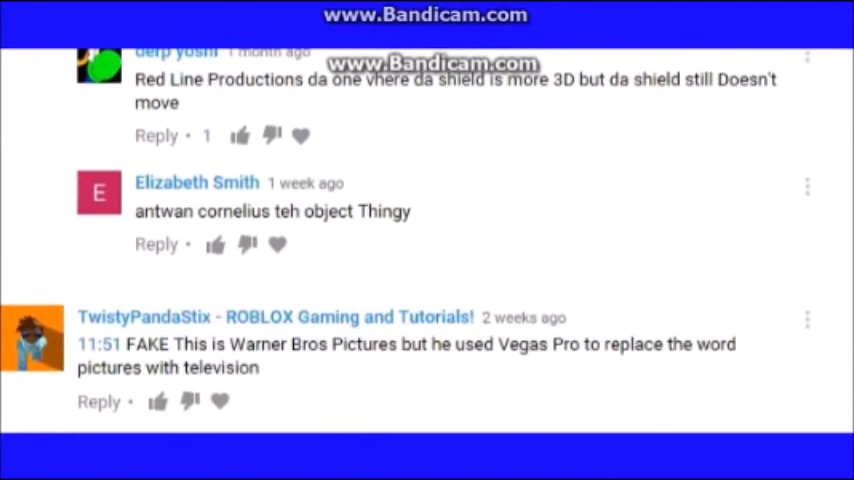 www.Bandicam.com
derp yoshi 1 month ago
www.Bandicam.com
Red Line Productions da one vhere da shield is more 3D but da shield still Doesn't
move
Reply • 1
E
Elizabeth Smith 1 week ago
antwan cornelius teh object Thingy
Reply •
TwistyPandaStix - ROBLOX Gaming and Tutorials! 2 weeks ago
11:51 FAKE This is Warner Bros Pictures but he used Vegas Pro to replace the word
pictures with television
Reply •